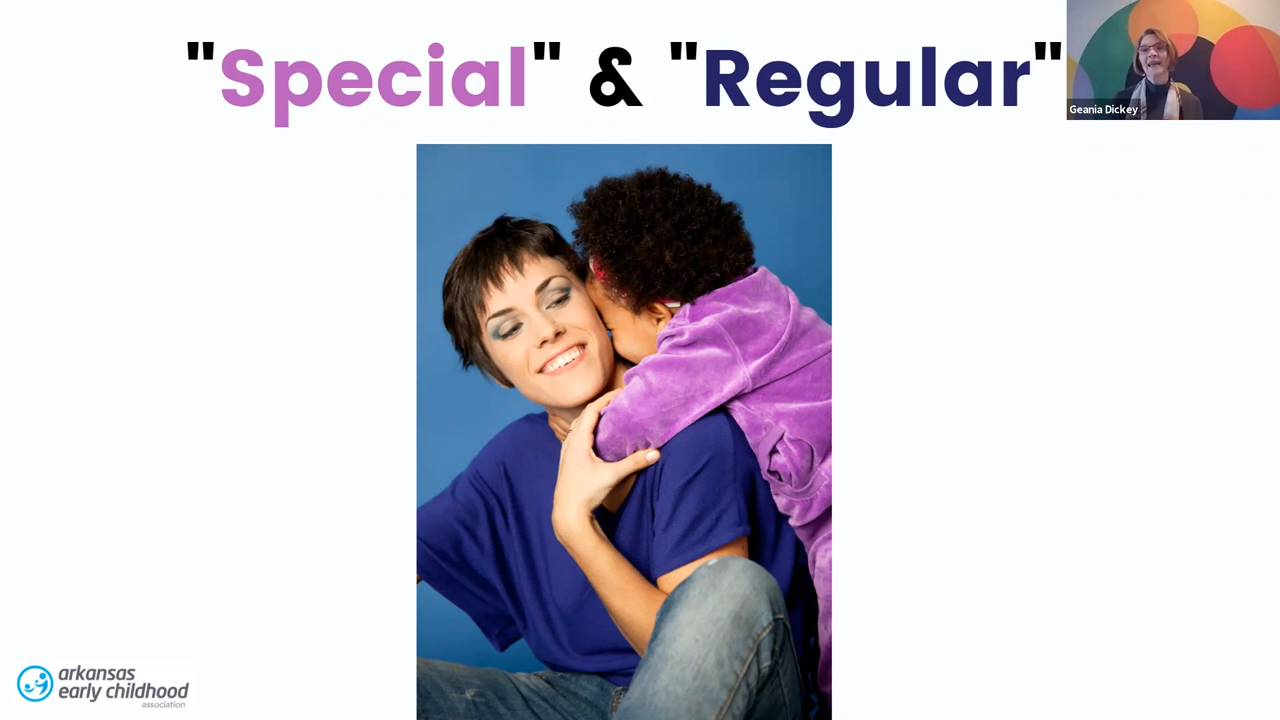 "Special" & "Regular"
Geania Dickey
arkansas
early childhood
association